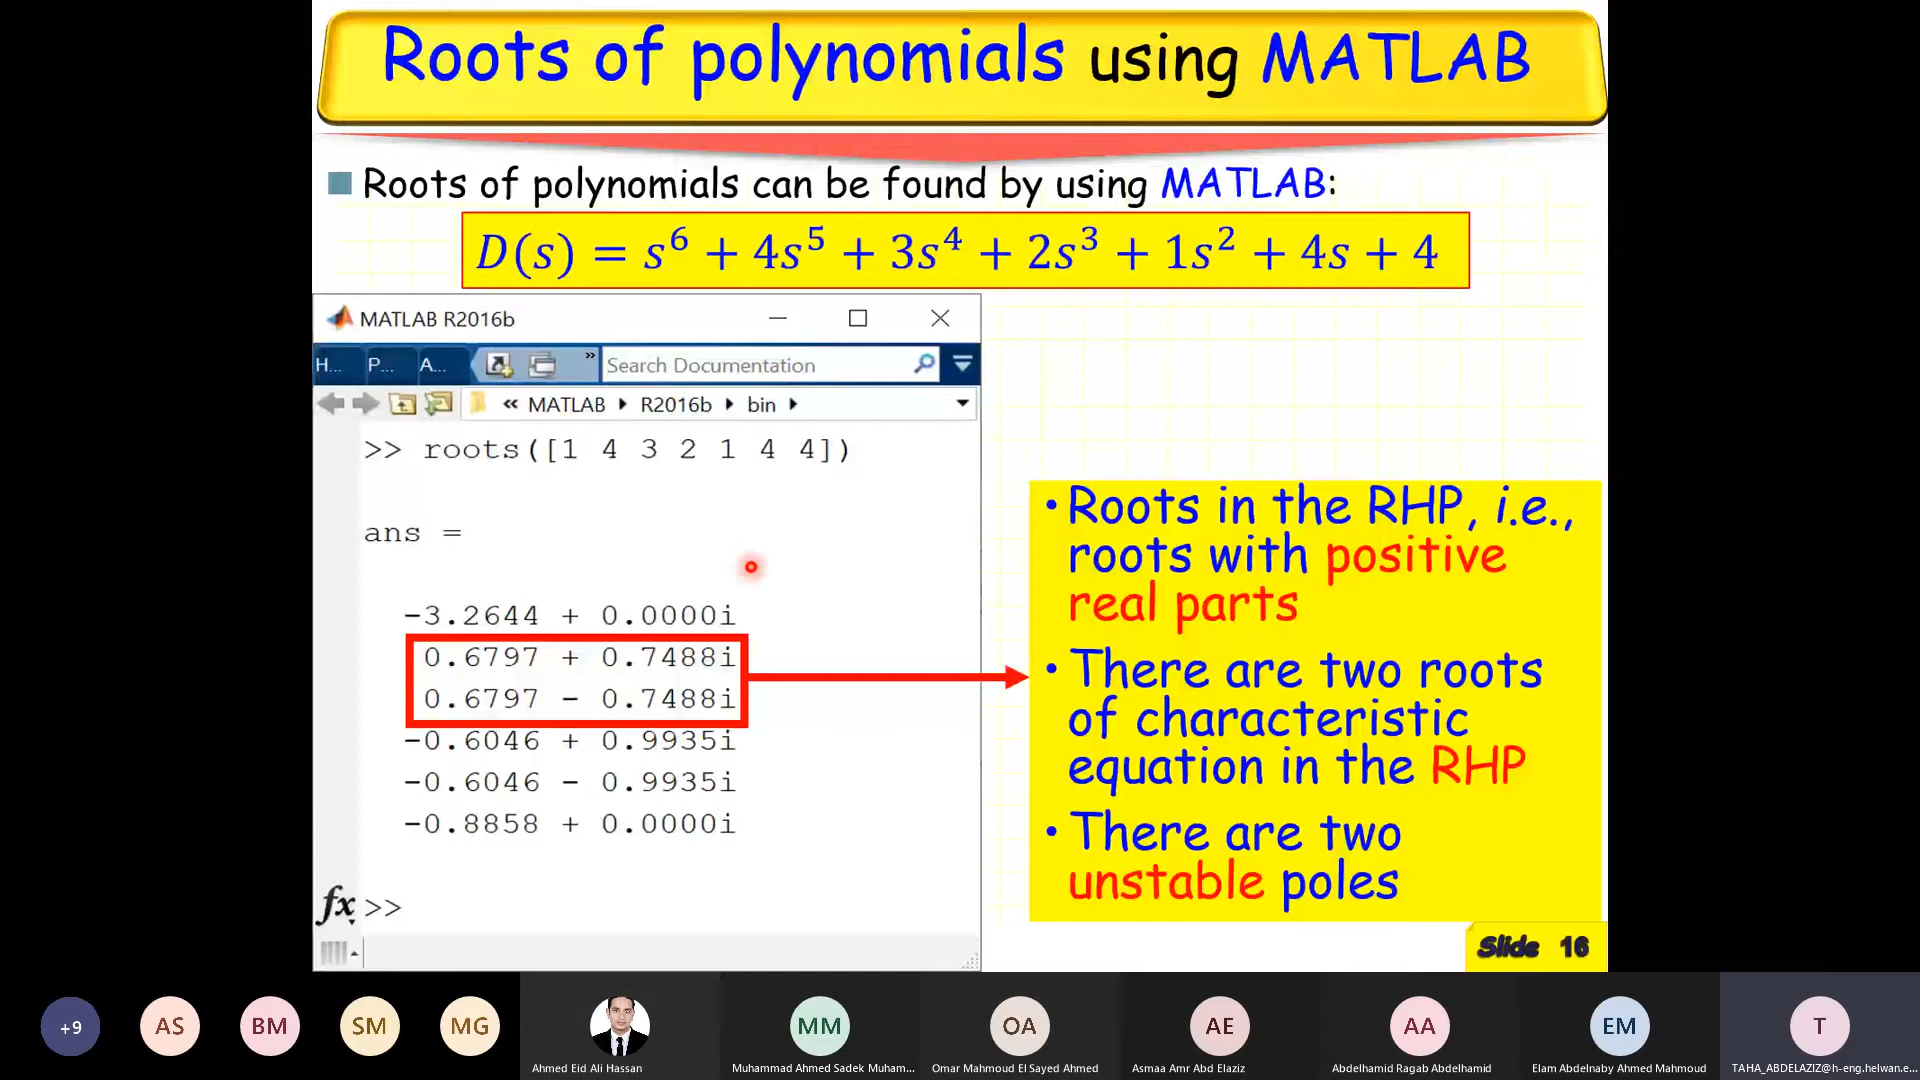 Roots of polynomials using MATLAB
Roots of polynomials can be found by using MATLAB:
D(s) = s⁶ + 4s⁵ + 3s⁴ + 2s³ + 1s² + 4s + 4
MATLAB R2016b
H... P... A... » Search Documentation
« MATLAB ▸ R2016b ▸ bin ▸
>> roots([1 4 3 2 1 4 4])
ans =
-3.2644 + 0.0000i
0.6797 + 0.7488i
0.6797 - 0.7488i
-0.6046 + 0.9935i
-0.6046 - 0.9935i
-0.8858 + 0.0000i
fx >>
• Roots in the RHP, i.e.,
roots with positive
real parts
• There are two roots
of characteristic
equation in the RHP
• There are two
unstable poles
Slide 16
+9 AS BM SM MG MM OA AE AA EM T
Ahmed Eid Ali Hassan Muhammad Ahmed Sadek Muham... Omar Mahmoud El Sayed Ahmed Asmaa Amr Abd Elaziz Abdelhamid Ragab Abdelhamid Elam Abdelnaby Ahmed Mahmoud TAHA_ABDELAZIZ@h-eng.helwan.e...